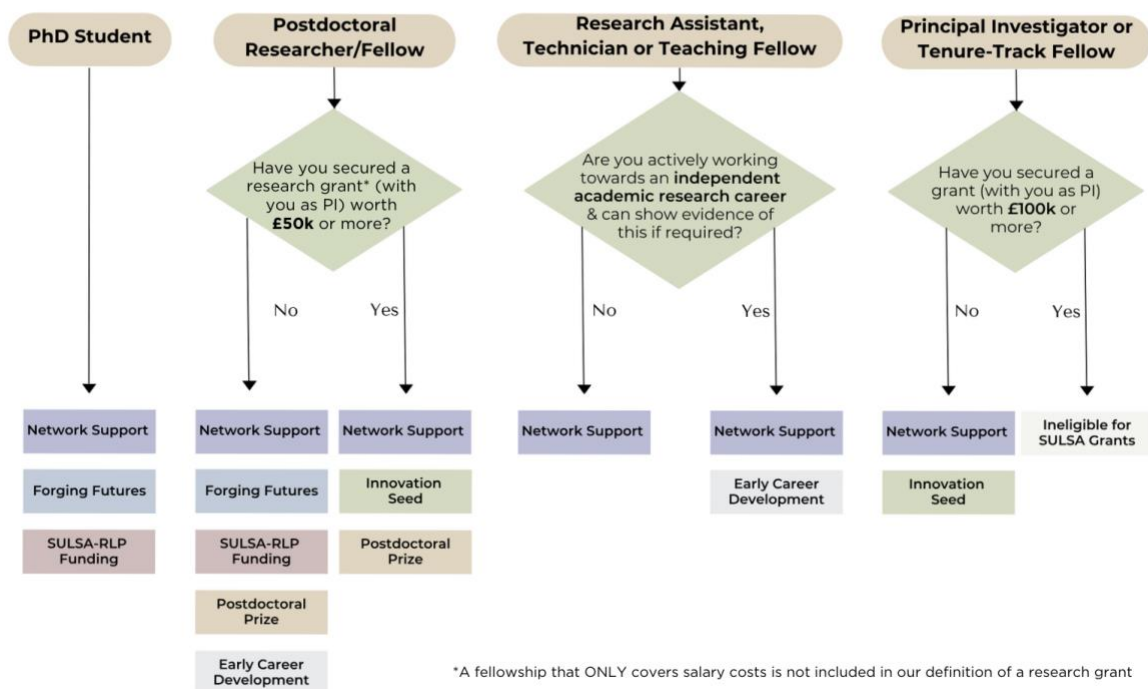 PhD Student
Postdoctoral
Researcher/Fellow
Research Assistant,
Technician or Teaching Fellow
Principal Investigator or
Tenure-Track Fellow
Have you secured a
research grant* (with
you as PI) worth
£50k or more?
Are you actively working
towards an independent
academic research career
& can show evidence of
this if required?
Have you secured a
grant (with you as PI)
worth £100k or
more?
No
Yes
No
Yes
No
Yes
Network Support
Forging Futures
SULSA-RLP
Funding
Network Support
Forging Futures
SULSA-RLP
Funding
Postdoctoral
Prize
Early Career
Development
Network Support
Innovation
Seed
Postdoctoral
Prize
Network Support
Network Support
Early Career
Development
Network Support
Innovation
Seed
Ineligible for
SULSA Grants
*A fellowship that ONLY covers salary costs is not included in our definition of a research grant